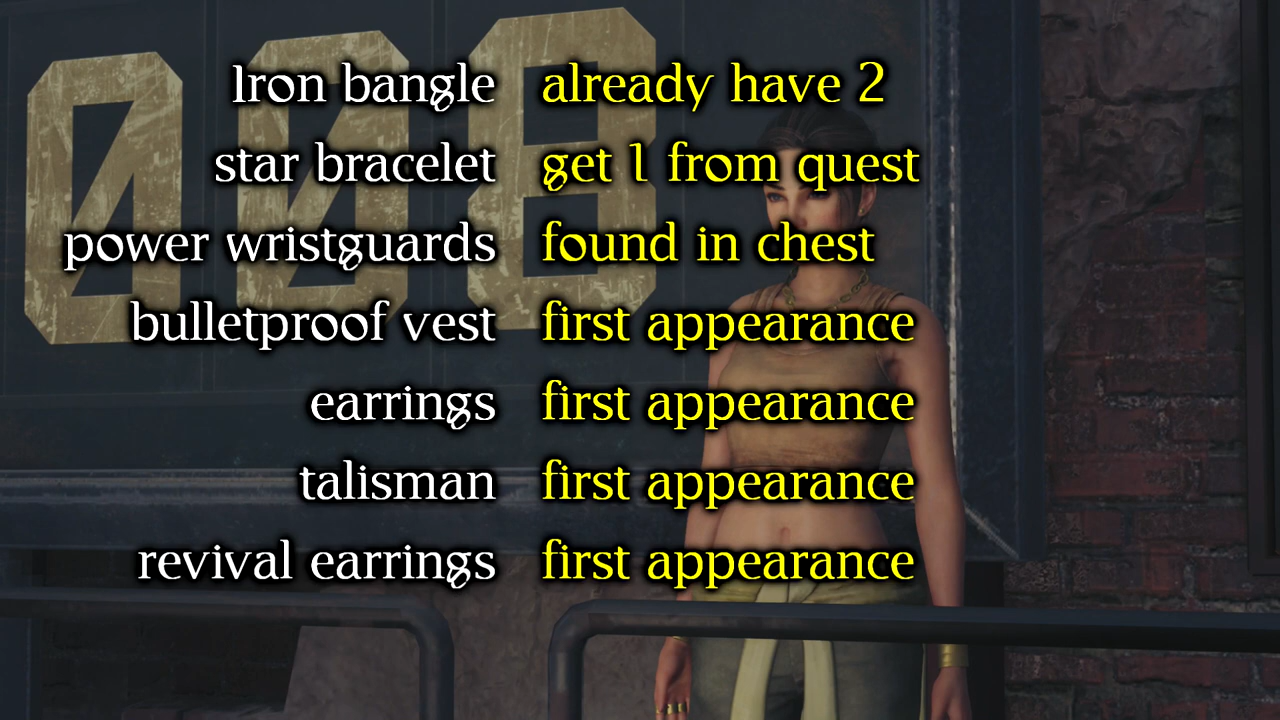 008
Iron bangle already have 2
star bracelet get 1 from quest
power wristguards found in chest
bulletproof vest first appearance
earrings first appearance
talisman first appearance
revival earrings first appearance